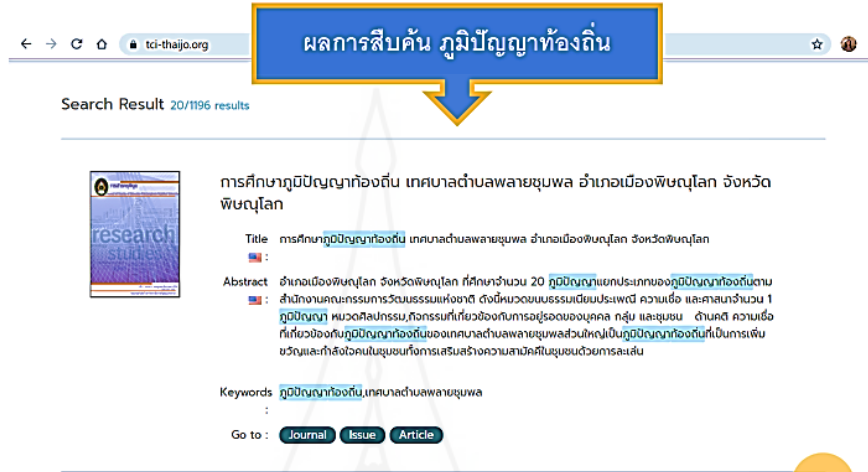 ผลการสืบค้น ภูมิปัญญาท้องถิ่น
tci-thaijo.org
Search Result 20/1196 results
research
studies
การศึกษาภูมิปัญญาท้องถิ่น เทศบาลตำบลพลายชุมพล อำเภอเมืองพิษณุโลก จังหวัด
พิษณุโลก
Title การศึกษาภูมิปัญญาท้องถิ่น เทศบาลตำบลพลายชุมพล อำเภอเมืองพิษณุโลก จังหวัดพิษณุโลก
:
Abstract อำเภอเมืองพิษณุโลก จังหวัดพิษณุโลก ที่ศึกษาจำนวน 20 ภูมิปัญญาแยกประเภทของภูมิปัญญาท้องถิ่นตาม
: สำนักงานคณะกรรมการวัฒนธรรมแห่งชาติ ดังนี้หมวดขนบธรรมเนียมประเพณี ความเชื่อ และศาสนาจำนวน 1
ภูมิปัญญา หมวดศิลปกรรม,กิจกรรมที่เกี่ยวข้องกับการอยู่รอดของบุคคล กลุ่ม และชุมชน ด้านคติ ความเชื่อ
ที่เกี่ยวข้องกับภูมิปัญญาท้องถิ่นของเทศบาลตำบลพลายชุมพลส่วนใหญ่เป็นภูมิปัญญาท้องถิ่นที่เป็นการเพิ่ม
ขวัญและกำลังใจคนในชุมชนทั้งการเสริมสร้างความสามัคคีในชุมชนด้วยการละเล่น
Keywords ภูมิปัญญาท้องถิ่น,เทศบาลตำบลพลายชุมพล
:
Go to : Journal Issue Article